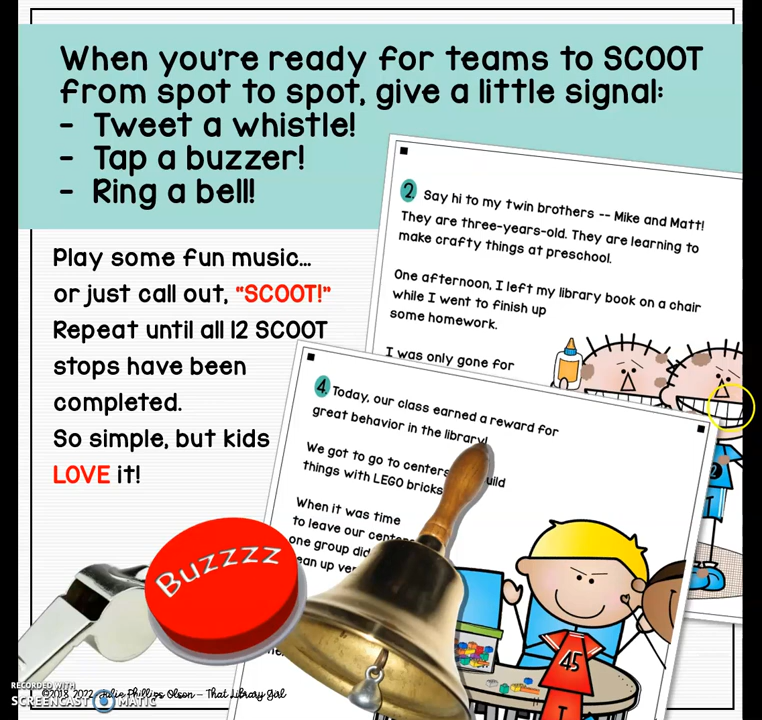 When you're ready for teams to SCOOT
from spot to spot, give a little signal:
- Tweet a whistle!
- Tap a buzzer!
- Ring a bell!
Play some fun music...
or just call out, "SCOOT!"
Repeat until all 12 SCOOT
stops have been
completed.
So simple, but kids
LOVE it!
2 Say hi to my twin brothers -- Mike and Matt!
They are three-years-old. They are learning to
make crafty things at preschool.
One afternoon, I left my library book on a chair
while I went to finish up
some homework.
I was only gone for
4 Today, our class earned a reward for
great behavior in the library!
We got to go to centers
things with LEGO bricks
When it was time
to leave our
one group did
Buzzzz
2
45
RECORDED WITH
SCREENCAST MATIC
©2018, 2022 Julie Phillips Olson – That Library Girl